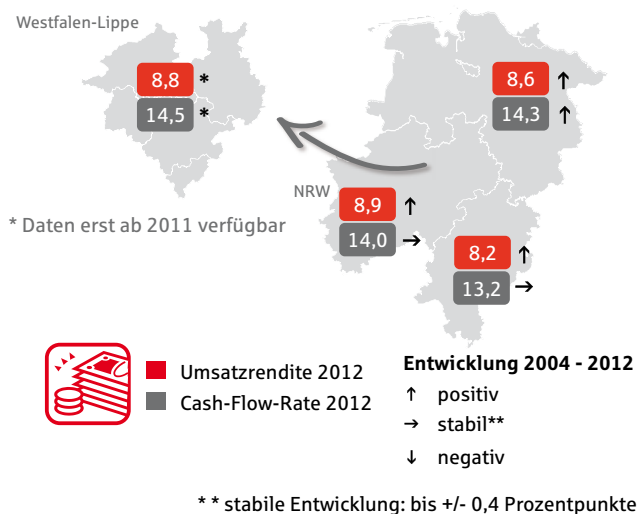 Westfalen-Lippe
8,8 *
14,5 *
8,6 ↑
14,3 ↑
NRW
8,9 ↑
14,0 →
* Daten erst ab 2011 verfügbar
8,2 ↑
13,2 →
Umsatzrendite 2012
Cash-Flow-Rate 2012
Entwicklung 2004 - 2012
↑ positiv
→ stabil**
↓ negativ
* * stabile Entwicklung: bis +/- 0,4 Prozentpunkte